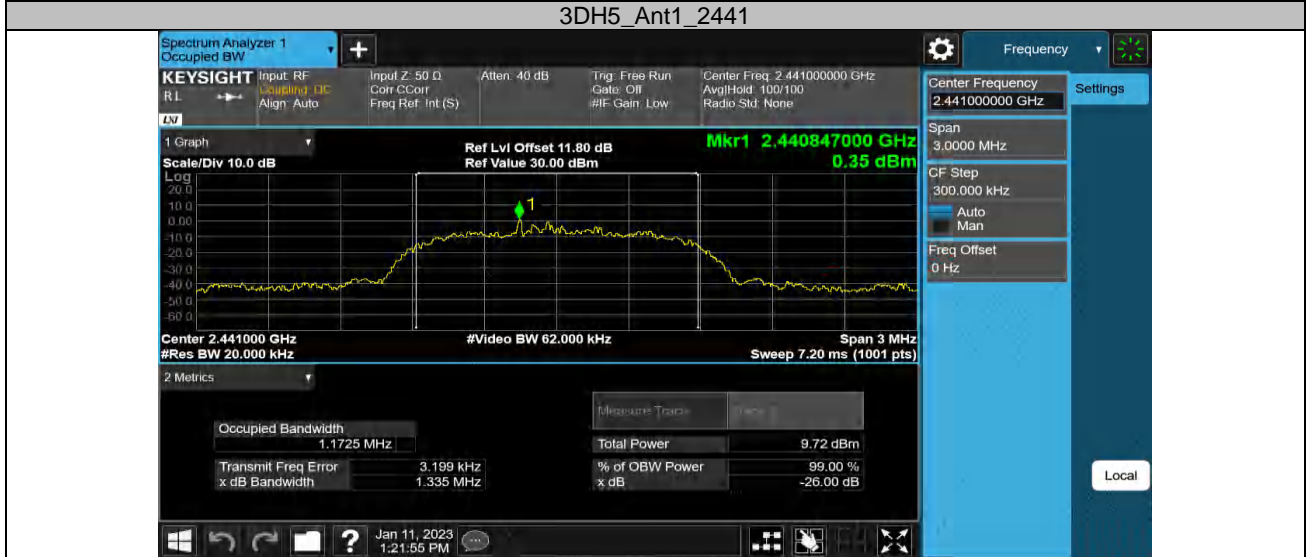 3DH5_Ant1_2441
Spectrum Analyzer 1
Occupied BW
+
Frequency
KEYSIGHT
RL
LXI
Input: RF
Coupling: DC
Align: Auto
Input Z: 50 Ω
Corr CCorr
Freq Ref: Int (S)
Atten: 40 dB
Trig: Free Run
Gate: Off
#IF Gain: Low
Center Freq: 2.441000000 GHz
Avg|Hold: 100/100
Radio Std: None
Center Frequency
2.441000000 GHz
Settings
Span
3.0000 MHz
CF Step
300.000 kHz
Auto
Man
Freq Offset
0 Hz
1 Graph
Scale/Div 10.0 dB
Ref Lvl Offset 11.80 dB
Ref Value 30.00 dBm
Mkr1 2.440847000 GHz
0.35 dBm
Log
20.0
10.0
0.00
-10.0
-20.0
-30.0
-40.0
-50.0
-60.0
1
Center 2.441000 GHz
#Res BW 20.000 kHz
#Video BW 62.000 kHz
Span 3 MHz
Sweep 7.20 ms (1001 pts)
2 Metrics
Measure Trace
Occupied Bandwidth
1.1725 MHz
Total Power 9.72 dBm
Transmit Freq Error 3.199 kHz
% of OBW Power 99.00 %
x dB Bandwidth 1.335 MHz
x dB -26.00 dB
Local
?
Jan 11, 2023
1:21:55 PM